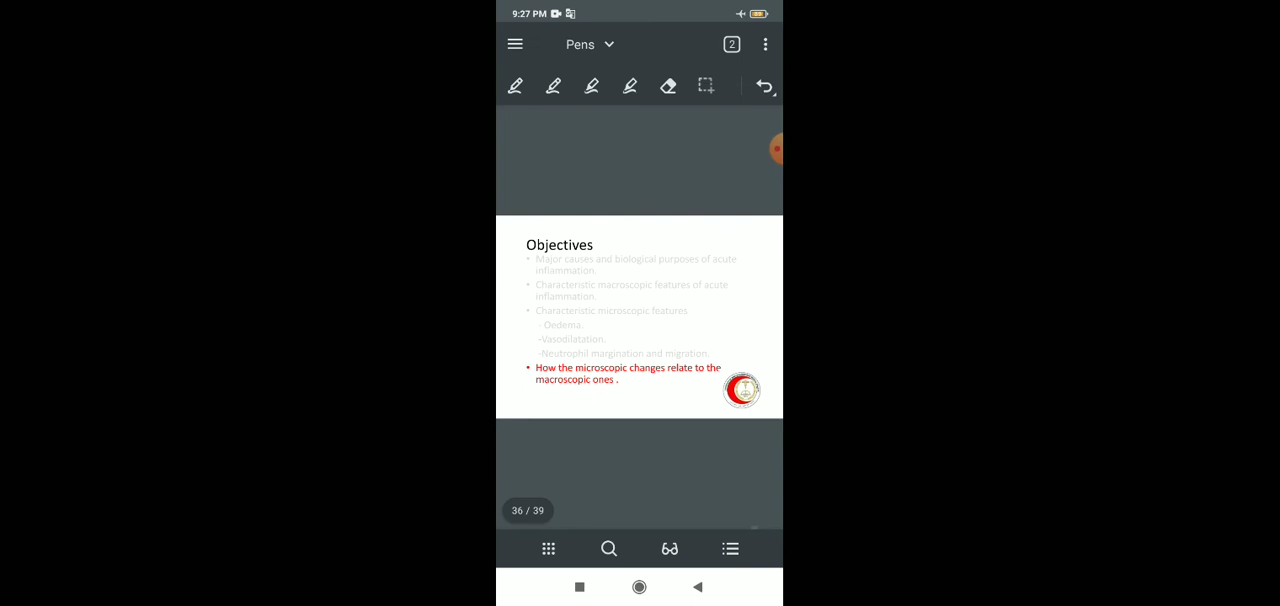 9:27 PM
Pens
2
Objectives
• Major causes and biological purposes of acute
inflammation.
• Characteristic macroscopic features of acute
inflammation.
• Characteristic microscopic features
- Oedema.
-Vasodilatation.
-Neutrophil margination and migration.
• How the microscopic changes relate to the
macroscopic ones .
36 / 39